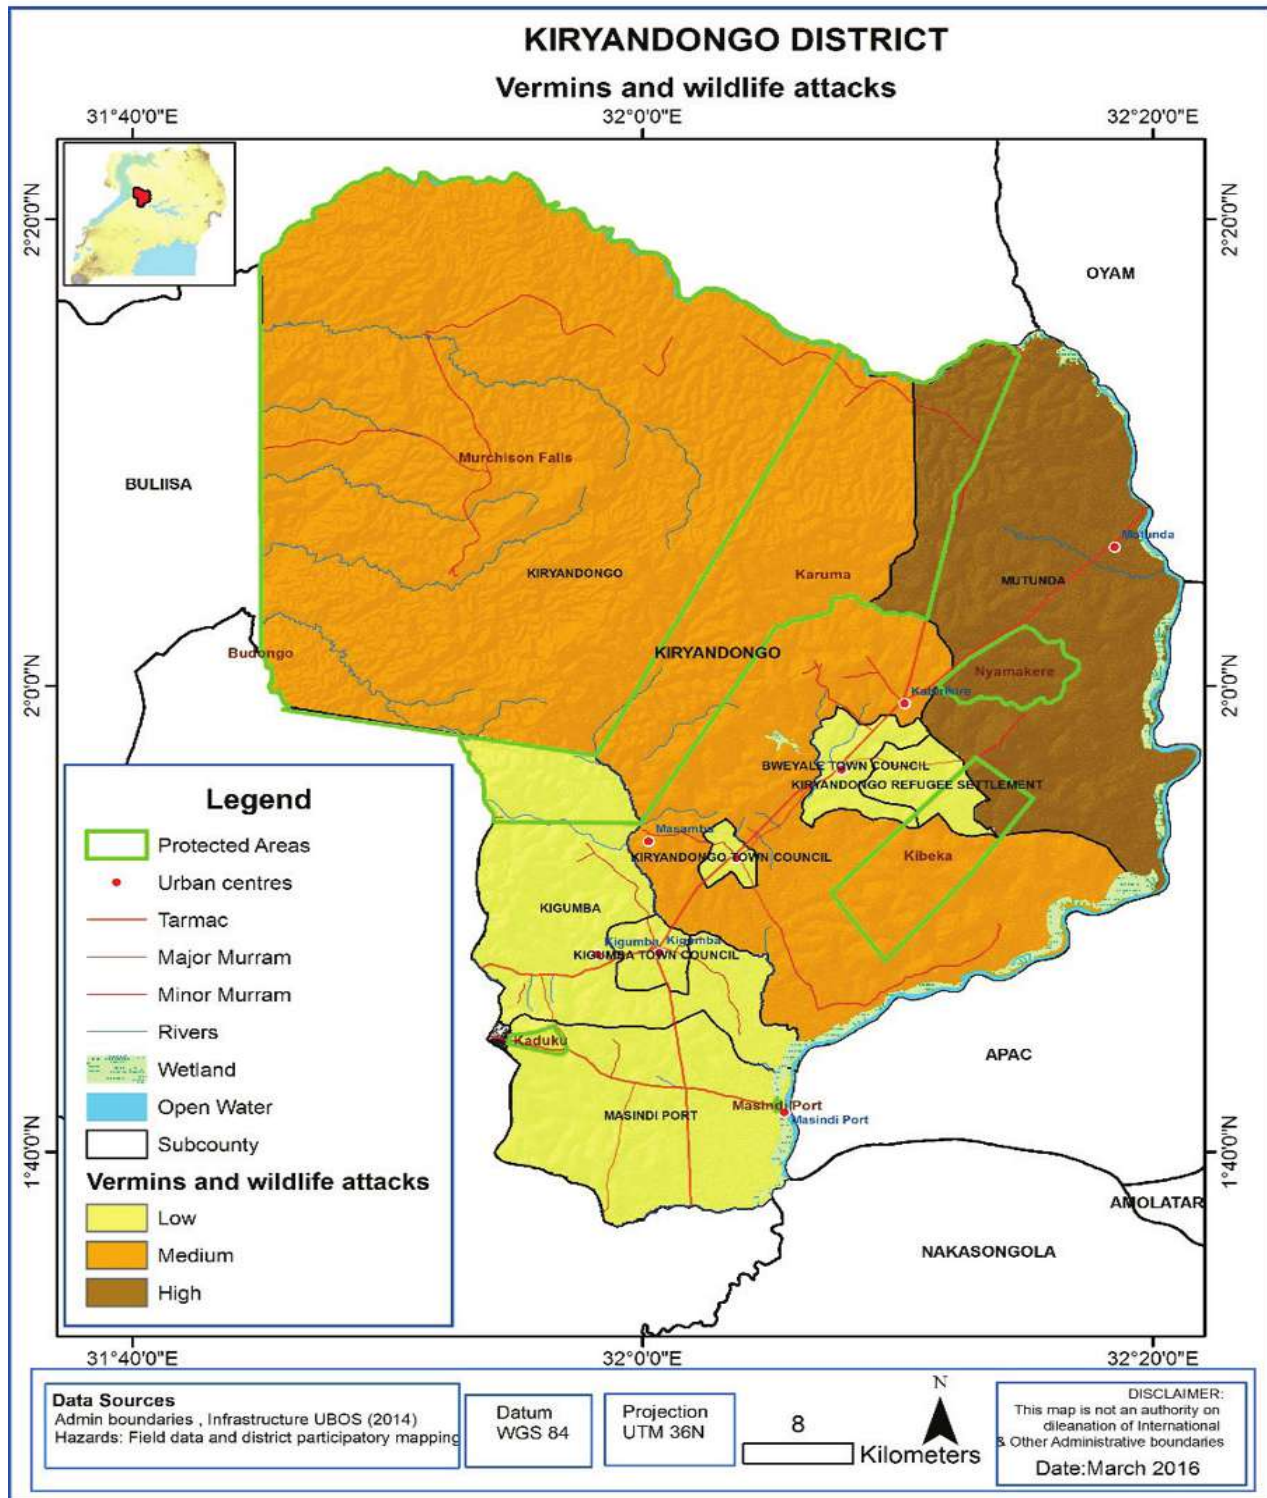 KIRYANDONGO DISTRICT
Vermins and wildlife attacks
31°40'0"E
32°0'0"E
32°20'0"E
2°20'0"N
2°20'0"N
OYAM
BULIISA
Murchison Falls
KIRYANDONGO
Karuma
Mutunda
MUTUNDA
Budongo
KIRYANDONGO
Nyamakere
2°0'0"N
2°0'0"N
BWEYALE TOWN COUNCIL
KIRYANDONGO REFUGEE SETTLEMENT
Masamba
KIRYANDONGO TOWN COUNCIL
Kibeka
KIGUMBA
Kigumba
Kigumba
KIGUMBA TOWN COUNCIL
Kaduku
APAC
Masindi Port
MASINDI PORT
Masindi Port
1°40'0"N
1°40'0"N
AMOLATAR
NAKASONGOLA
Legend
Protected Areas
Urban centres
Tarmac
Major Murram
Minor Murram
Rivers
Wetland
Open Water
Subcounty
Vermins and wildlife attacks
Low
Medium
High
31°40'0"E
32°0'0"E
32°20'0"E
Data Sources
Admin boundaries , Infrastructure UBOS (2014)
Hazards: Field data and district participatory mapping
Datum
WGS 84
Projection
UTM 36N
8
Kilometers
N
DISCLAIMER:
This map is not an authority on
dileanation of International
& Other Administrative boundaries
Date:March 2016